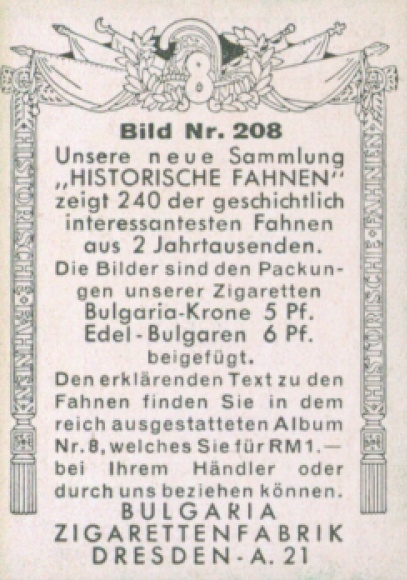 8
Bild Nr. 208
Unsere neue Sammlung
„HISTORISCHE FAHNEN"
zeigt 240 der geschichtlich
interessantesten Fahnen
aus 2 Jahrtausenden.
Die Bilder sind den Packun-
gen unserer Zigaretten
Bulgaria-Krone 5 Pf.
Edel-Bulgaren 6 Pf.
beigefügt.
Den erklärenden Text zu den
Fahnen finden Sie in dem
reich ausgestatteten Album
Nr. 8, welches Sie für RM 1.—
bei Ihrem Händler oder
durch uns beziehen können.
BULGARIA
ZIGARETTENFABRIK
DRESDEN-A. 21
HISTORISCHE · FAHNEN
HISTORISCHE · FAHNEN